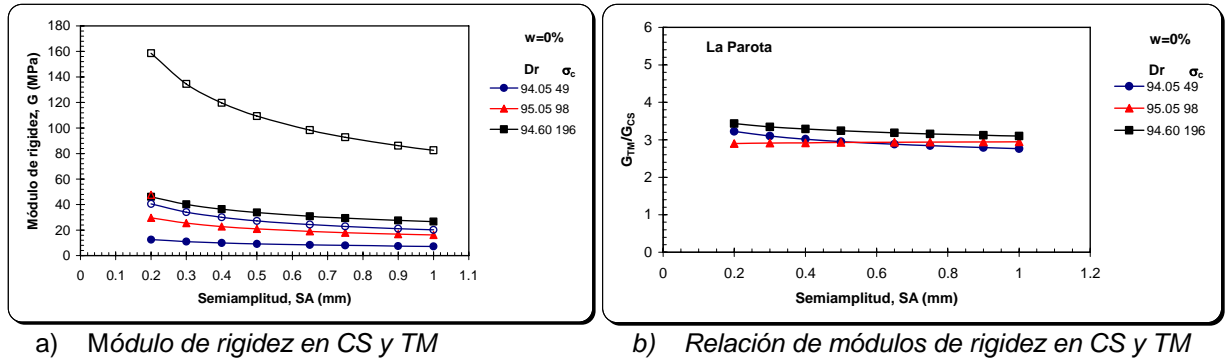 180
160
140
120
100
80
60
40
20
0
Módulo de rigidez, G (MPa)
0 0.1 0.2 0.3 0.4 0.5 0.6 0.7 0.8 0.9 1 1.1
Semiamplitud, SA (mm)
w=0%
Dr σc
94.05 49
95.05 98
94.60 196
a) Módulo de rigidez en CS y TM
6
5
4
3
2
1
0
GTM/GCS
La Parota
0 0.2 0.4 0.6 0.8 1 1.2
Semiamplitud, SA (mm)
w=0%
Dr σc
94.05 49
95.05 98
94.60 196
b) Relación de módulos de rigidez en CS y TM